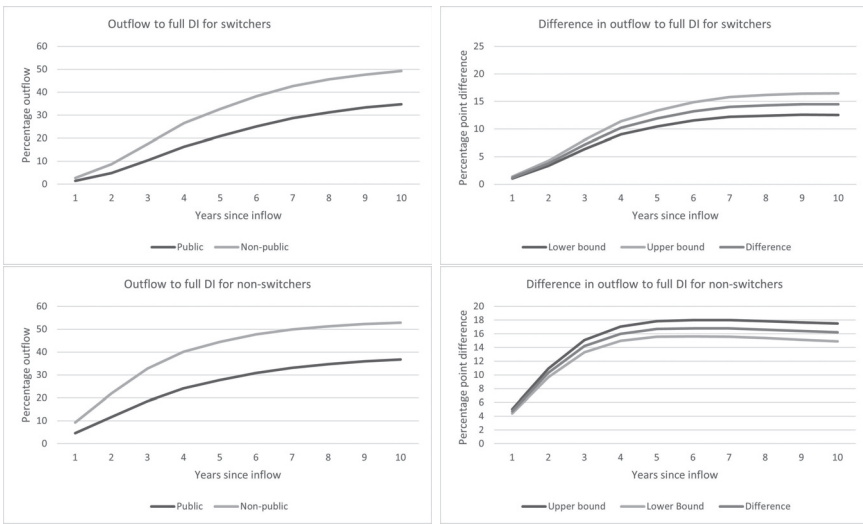 Outflow to full DI for switchers
60
50
40
30
20
10
0
Percentage outflow
1 2 3 4 5 6 7 8 9 10
Years since inflow
Public Non-public
Difference in outflow to full DI for switchers
25
20
15
10
5
0
Percentage point difference
1 2 3 4 5 6 7 8 9 10
Years since inflow
Lower bound Upper bound Difference
Outflow to full DI for non-switchers
60
50
40
30
20
10
0
Percentage outflow
1 2 3 4 5 6 7 8 9 10
Years since inflow
Public Non-public
Difference in outflow to full DI for non-switchers
20
18
16
14
12
10
8
6
4
2
0
Percentage point difference
1 2 3 4 5 6 7 8 9 10
Years since inflow
Upper bound Lower Bound Difference